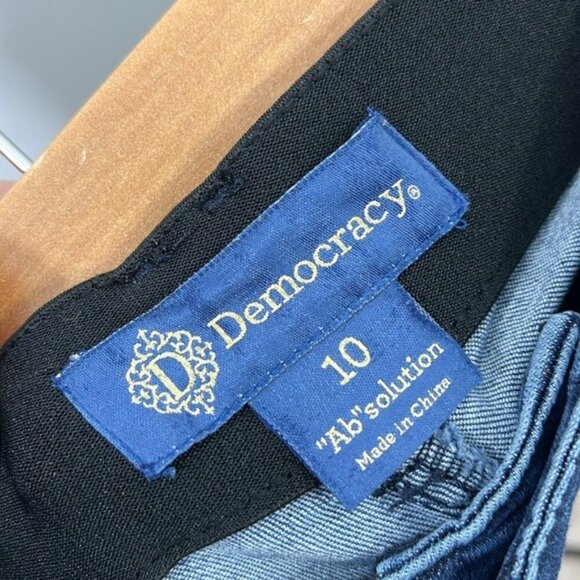 D
Democracy®
10
"Ab"solution
Made in China